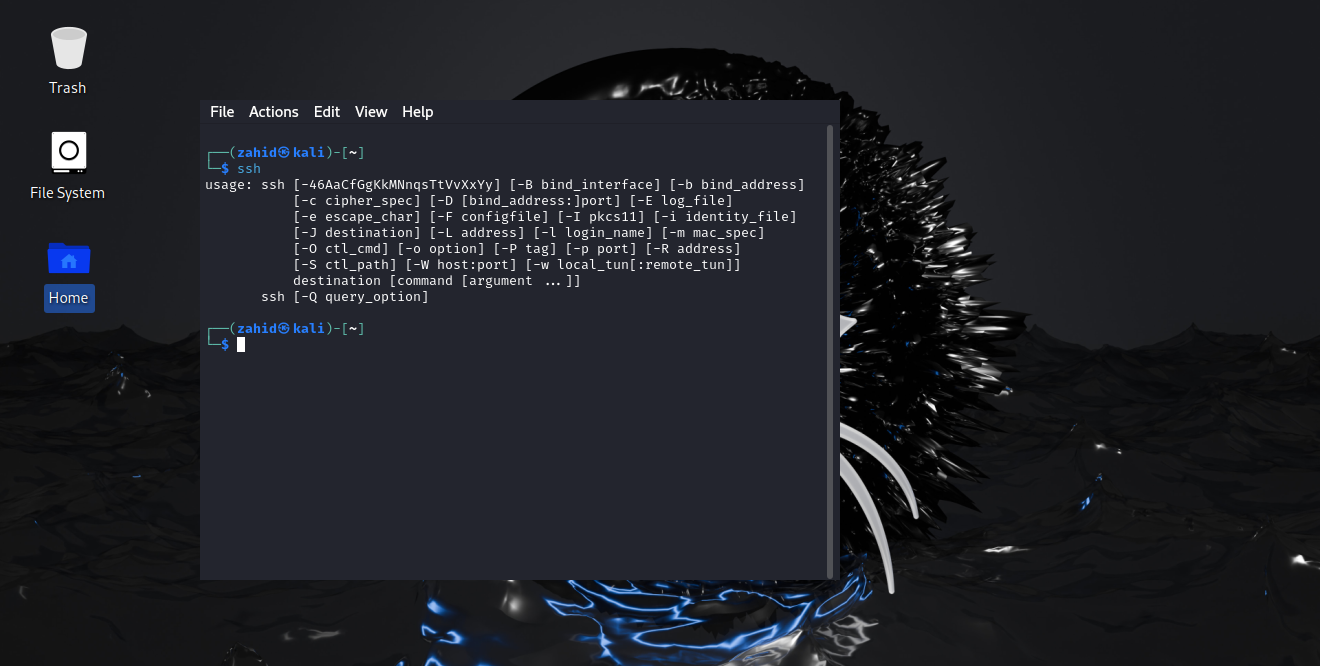 Trash
File System
Home
File Actions Edit View Help
┌──(zahid㉿kali)-[~]
└─$ ssh
usage: ssh [-46AaCfGgKkMNnqsTtVvXxYy] [-B bind_interface] [-b bind_address]
           [-c cipher_spec] [-D [bind_address:]port] [-E log_file]
           [-e escape_char] [-F configfile] [-I pkcs11] [-i identity_file]
           [-J destination] [-L address] [-l login_name] [-m mac_spec]
           [-O ctl_cmd] [-o option] [-P tag] [-p port] [-R address]
           [-S ctl_path] [-W host:port] [-w local_tun[:remote_tun]]
           destination [command [argument ...]]
       ssh [-Q query_option]
┌──(zahid㉿kali)-[~]
└─$